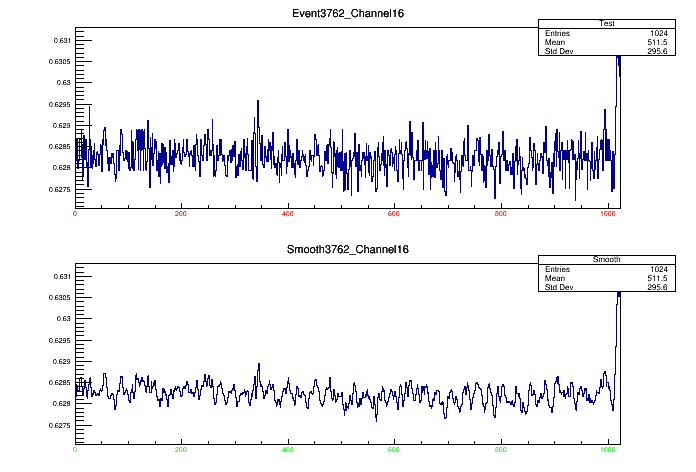 Event3762_Channel16
Test
Entries 1024
Mean 511.5
Std Dev 295.6
0.631
0.6305
0.63
0.6295
0.629
0.6285
0.628
0.6275
0 200 400 600 800 1000
Smooth3762_Channel16
Smooth
Entries 1024
Mean 511.5
Std Dev 295.6
0.631
0.6305
0.63
0.6295
0.629
0.6285
0.628
0.6275
0 200 400 600 800 1000